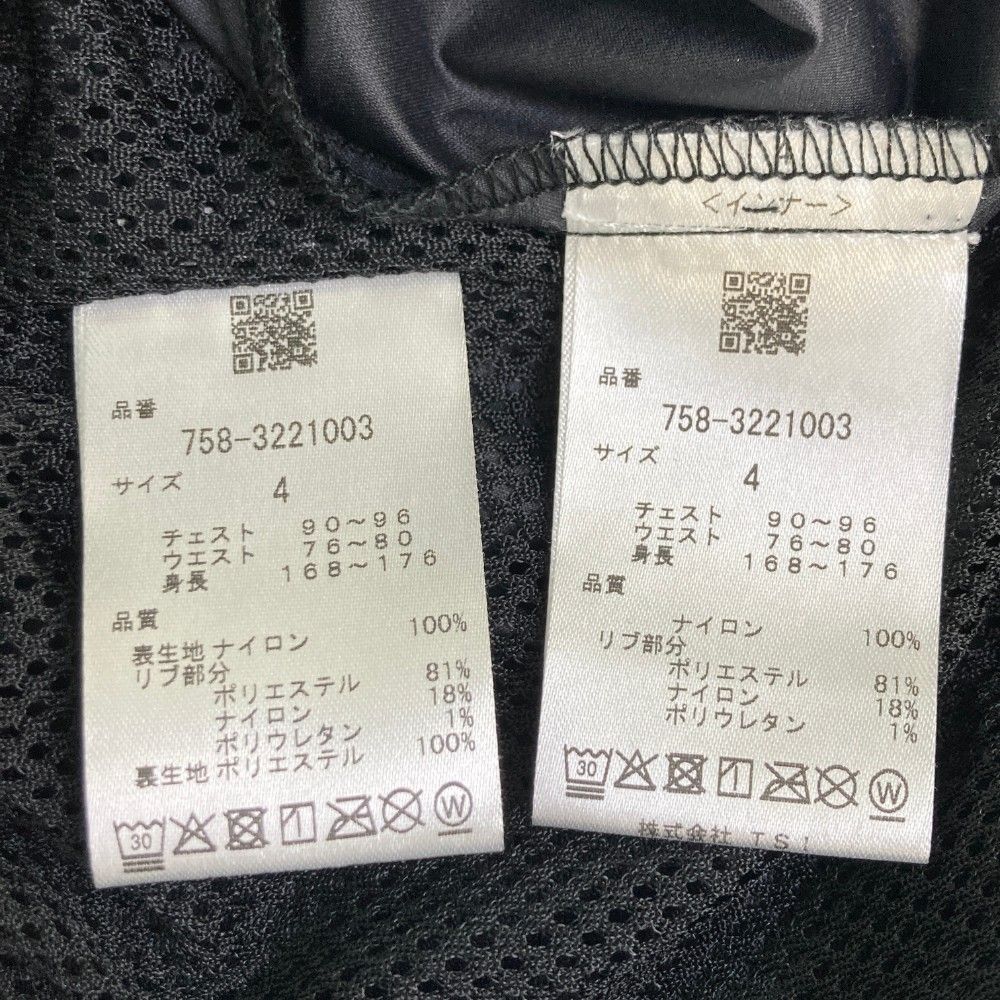 品番
758-3221003
サイズ 4
チェスト 90～96
ウエスト 76～80
身長 168～176
品質
表生地 ナイロン 100%
リブ部分
ポリエステル 81%
ナイロン 18%
ポリウレタン 1%
裏生地 ポリエステル 100%
30
W
<インナー>
品番
758-3221003
サイズ 4
チェスト 90～96
ウエスト 76～80
身長 168～176
品質
ナイロン 100%
リブ部分
ポリエステル 81%
ナイロン 18%
ポリウレタン 1%
30
W
株式会社 TSI